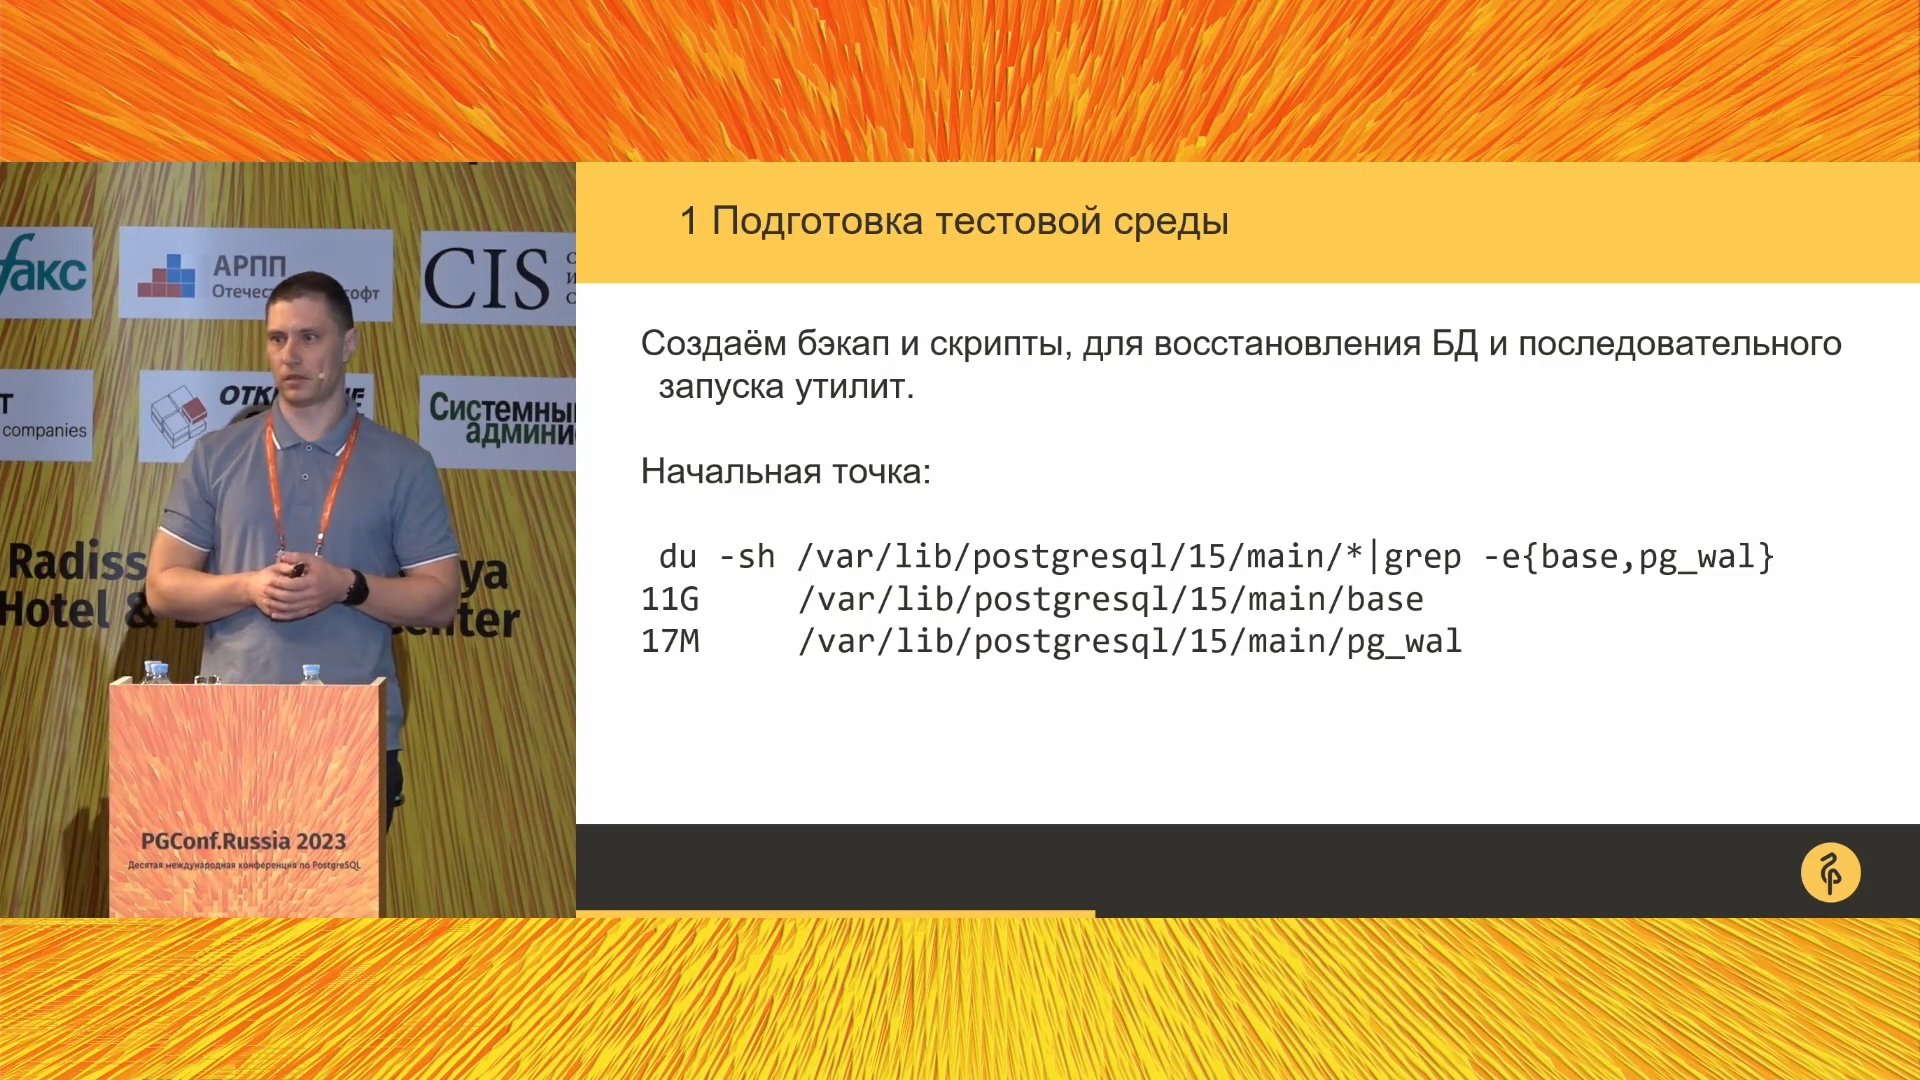 факс
АРПП
CIS
ОТК
T
companies
Системны
админи
Radiss
ya
Hotel &
nter
PGConf.Russia 2023
Десятая международная конференция по PostgreSQL
1 Подготовка тестовой среды
Создаём бэкап и скрипты, для восстановления БД и последовательного
запуска утилит.
Начальная точка:
du -sh /var/lib/postgresql/15/main/*|grep -e{base,pg_wal}
11G /var/lib/postgresql/15/main/base
17M /var/lib/postgresql/15/main/pg_wal